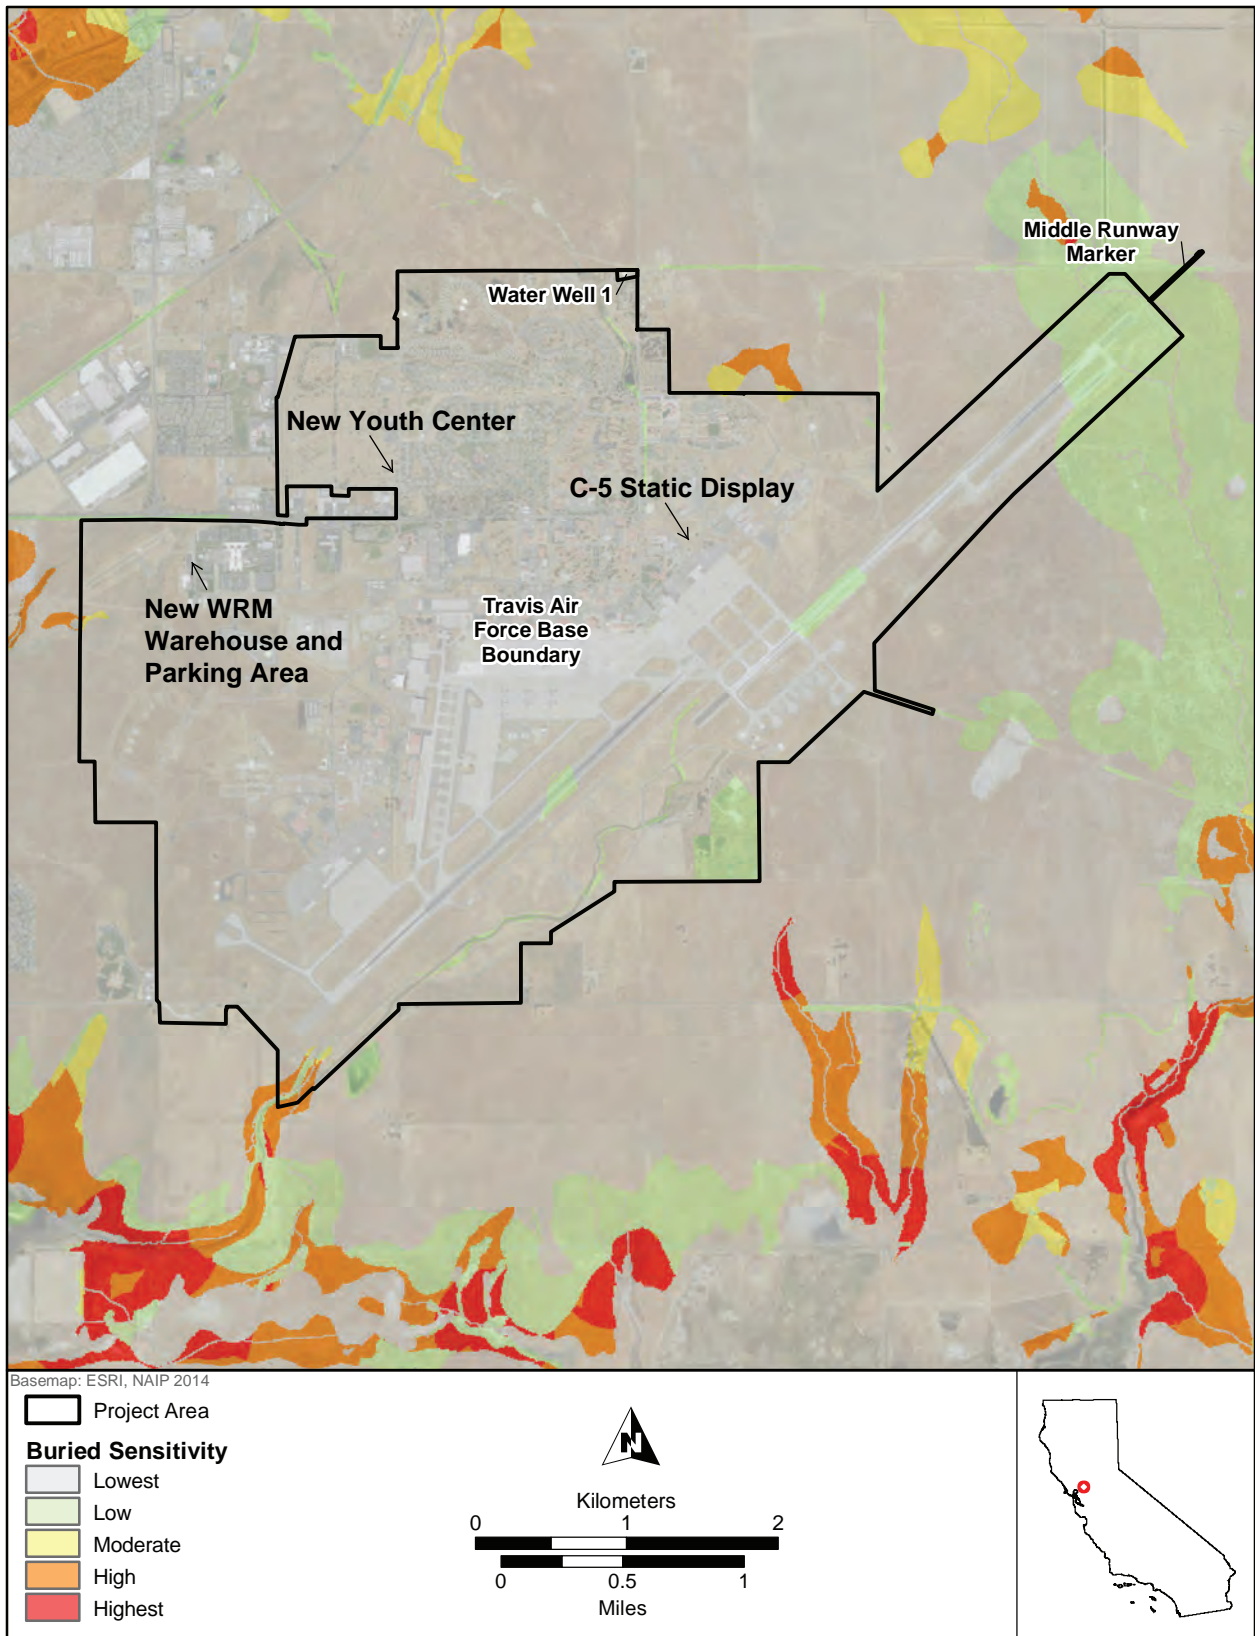 Middle Runway
Marker
Water Well 1
New Youth Center
C-5 Static Display
New WRM
Warehouse and
Parking Area
Travis Air
Force Base
Boundary
Basemap: ESRI, NAIP 2014
Project Area
Buried Sensitivity
Lowest
Low
Moderate
High
Highest
N
Kilometers
0 1 2
0 0.5 1
Miles